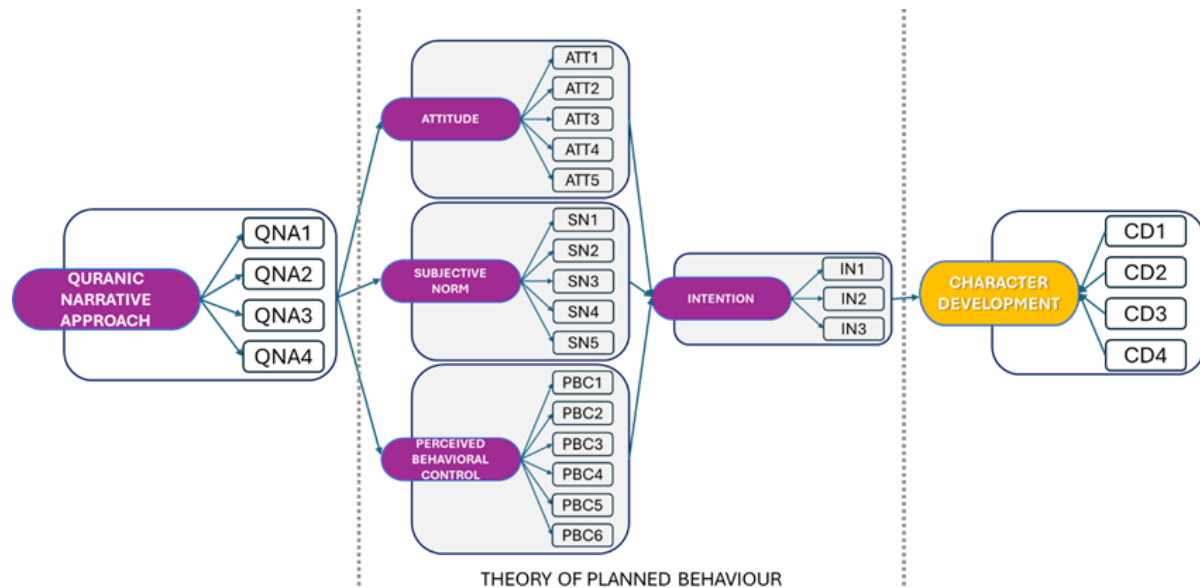 QURANIC
NARRATIVE
APPROACH
QNA1
QNA2
QNA3
QNA4
ATTITUDE
ATT1
ATT2
ATT3
ATT4
ATT5
SUBJECTIVE
NORM
SN1
SN2
SN3
SN4
SN5
PERCEIVED
BEHAVIORAL
CONTROL
PBC1
PBC2
PBC3
PBC4
PBC5
PBC6
INTENTION
IN1
IN2
IN3
CHARACTER
DEVELOPMENT
CD1
CD2
CD3
CD4
THEORY OF PLANNED BEHAVIOUR